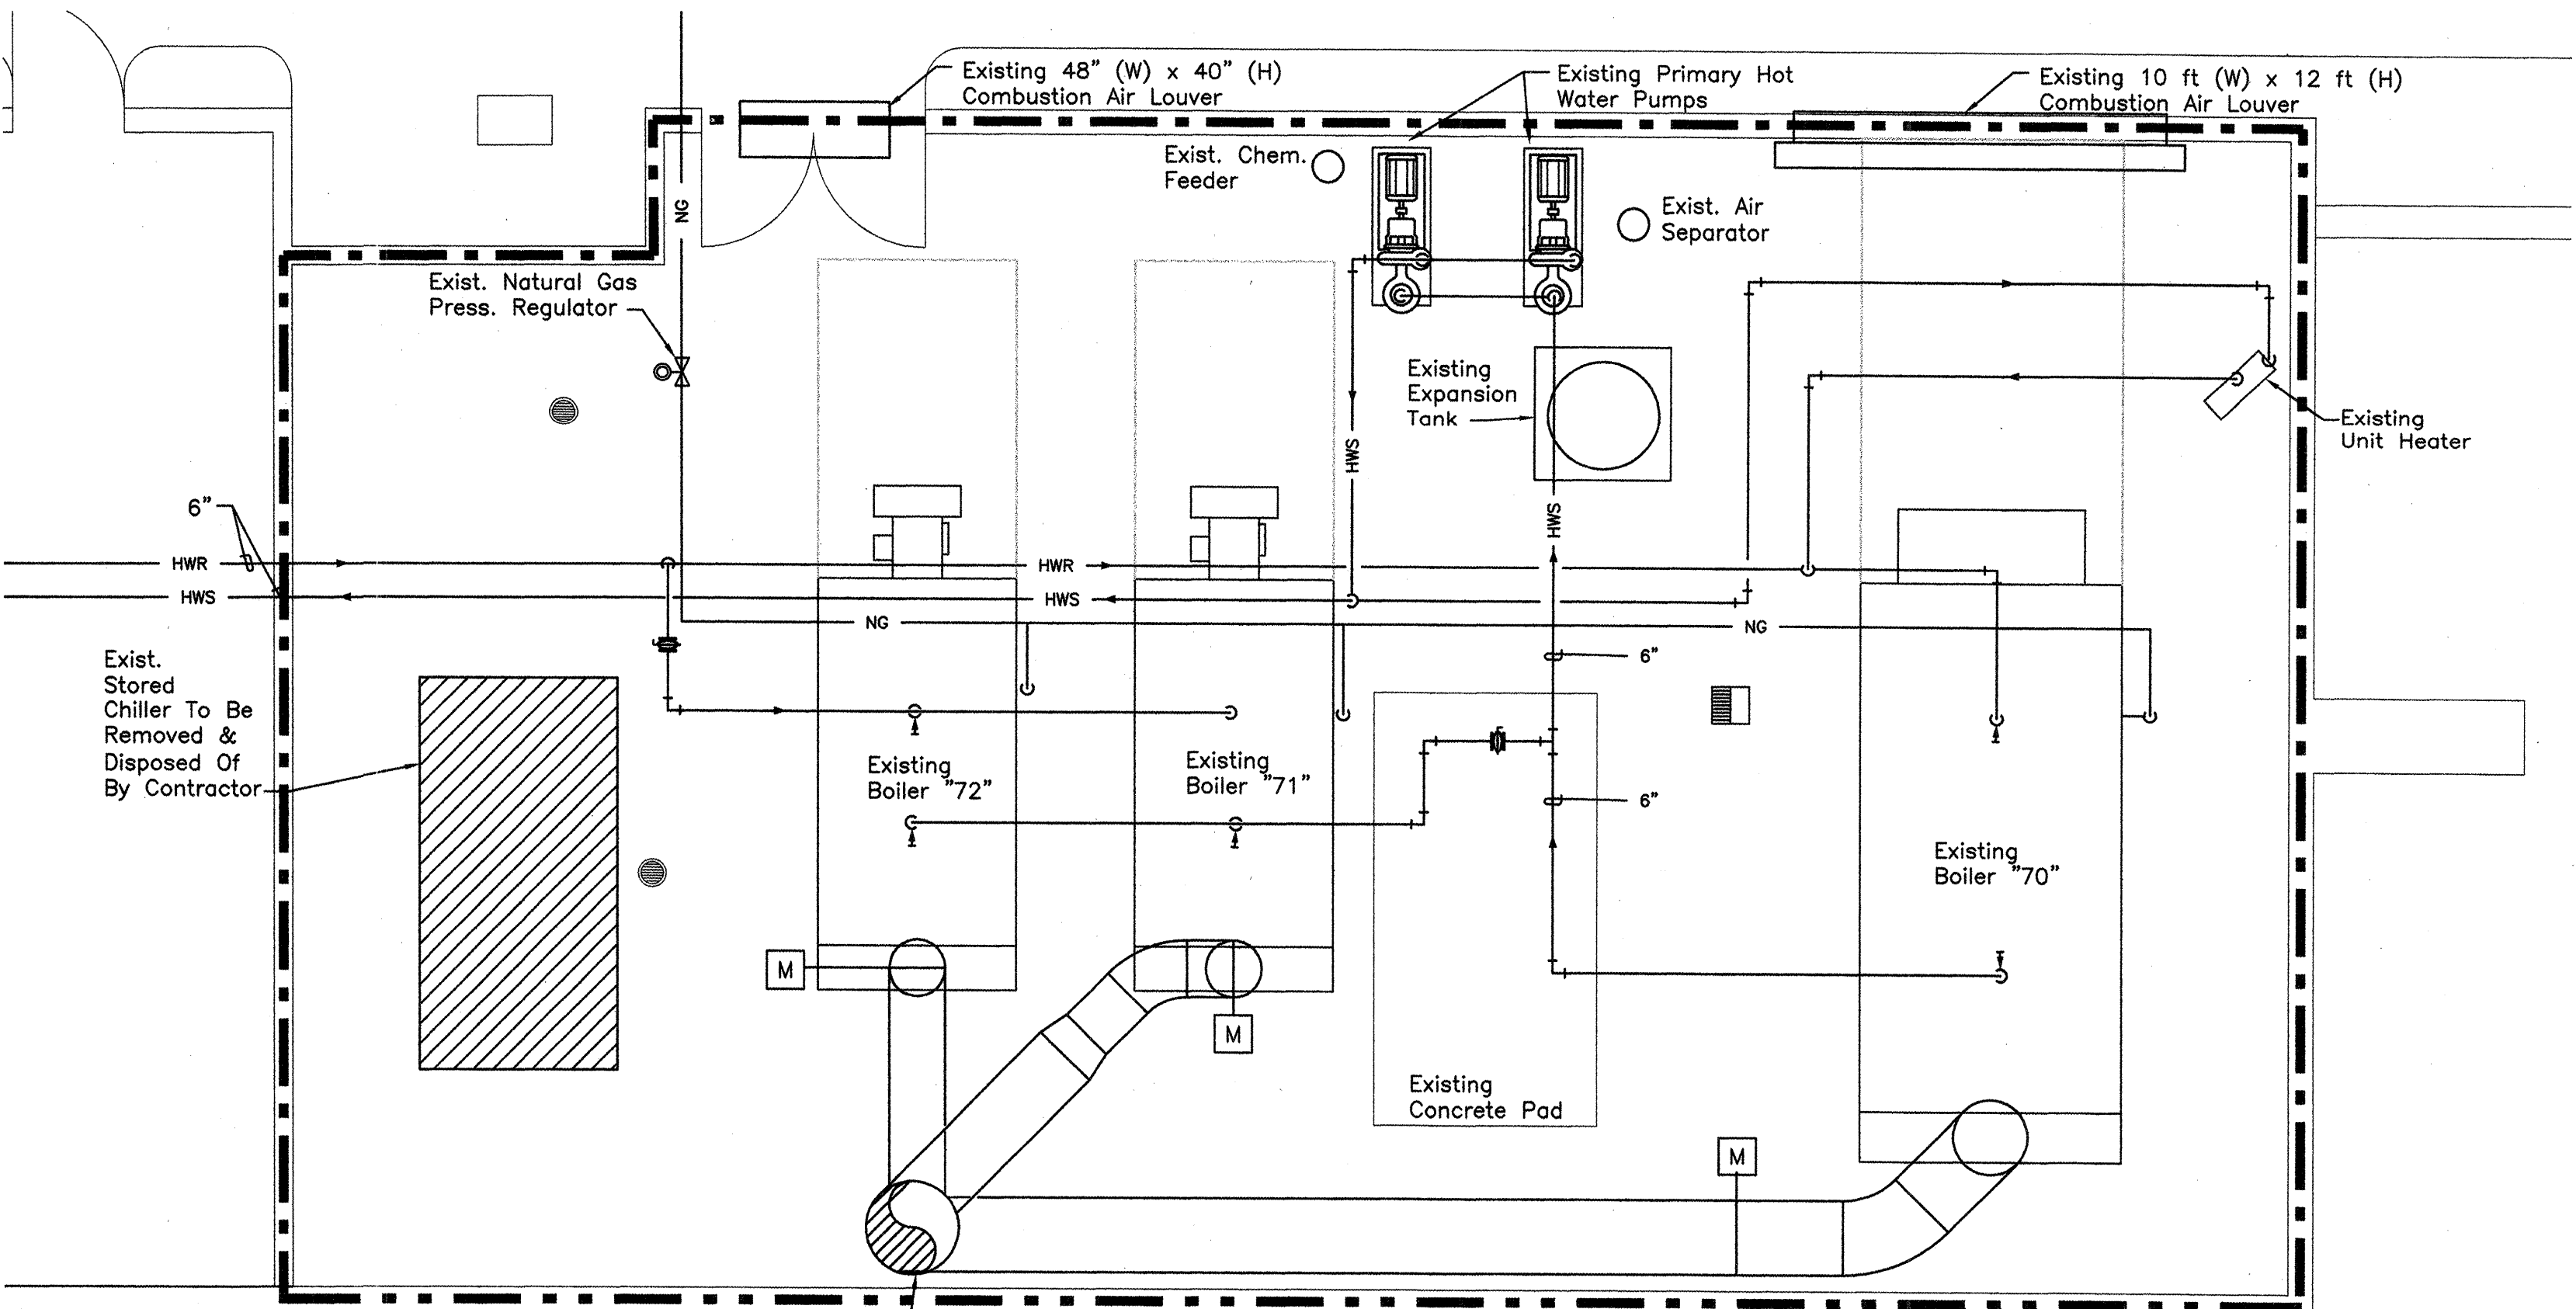 Existing 48" (W) x 40" (H)
Combustion Air Louver
Existing Primary Hot
Water Pumps
Existing 10 ft (W) x 12 ft (H)
Combustion Air Louver
Exist. Chem.
Feeder
NG
Exist. Air
Separator
Exist. Natural Gas
Press. Regulator
Existing
Expansion
Tank
Existing
Unit Heater
HWS
HWS
6"
HWR
HWR
HWS
HWS
NG
NG
6"
Exist.
Stored
Chiller To Be
Removed &
Disposed Of
By Contractor
Existing
Boiler "72"
Existing
Boiler "71"
6"
Existing
Boiler "70"
M
M
Existing
Concrete Pad
M